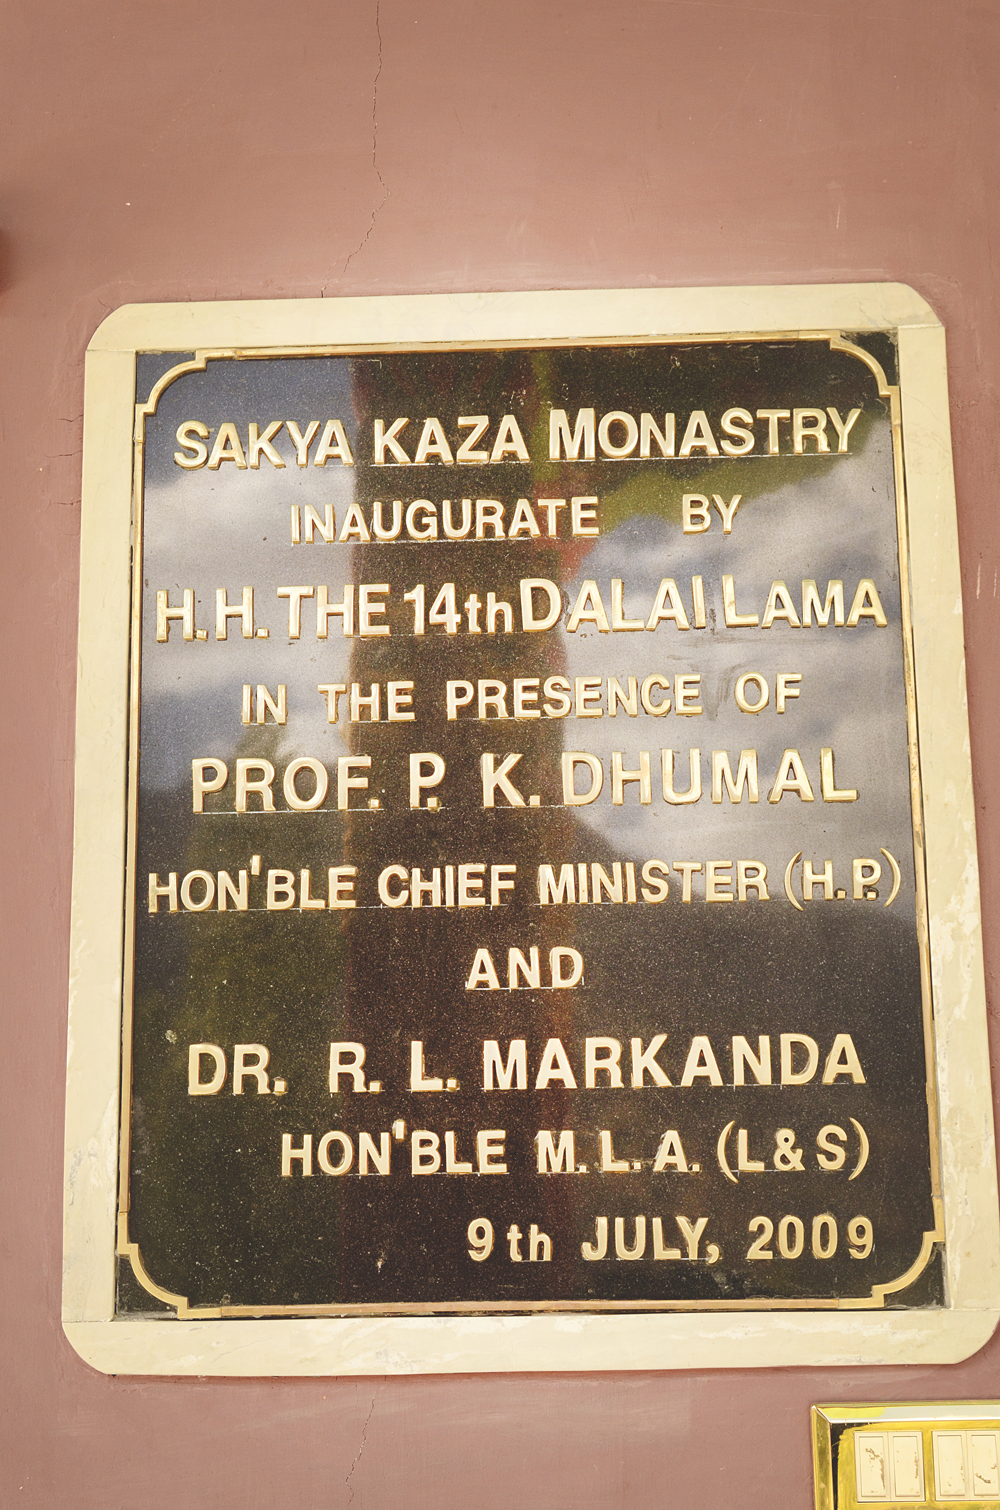 SAKYA KAZA MONASTRY
INAUGURATE BY
H.H. THE 14th DALAI LAMA
IN THE PRESENCE OF
PROF. P. K. DHUMAL
HON'BLE CHIEF MINISTER (H.P.)
AND
DR. R. L. MARKANDA
HON'BLE M.L.A. (L&S)
9th JULY, 2009